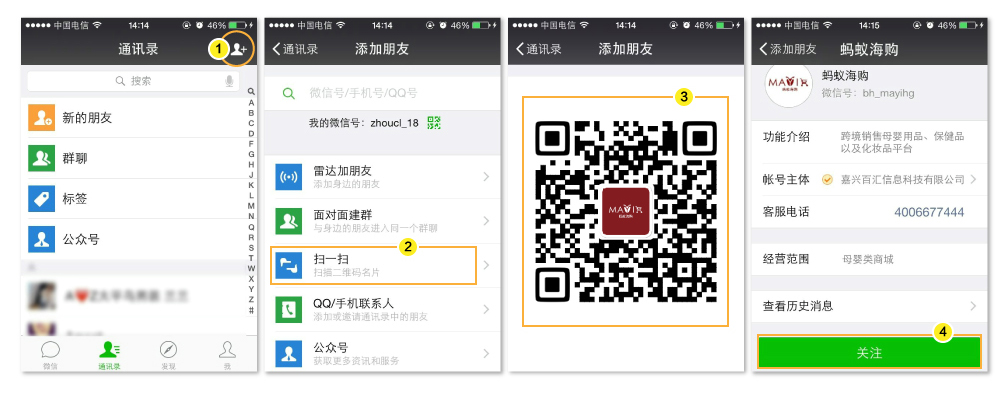 中国电信 14:14 46%
通讯录
1
搜索
新的朋友
群聊
标签
公众号
A
A
B
C
D
F
G
H
J
K
L
M
N
Q
R
S
T
W
X
Y
Z
#
微信 通讯录 发现 我
中国电信 14:14 46%
通讯录 添加朋友
微信号/手机号/QQ号
我的微信号：zhoucl_18
雷达加朋友
添加身边的朋友
面对面建群
与身边的朋友进入同一个群聊
2
扫一扫
扫描二维码名片
QQ/手机联系人
添加或邀请通讯录中的朋友
公众号
获取更多资讯和服务
中国电信 14:14 46%
通讯录 添加朋友
3
中国电信 14:15 46%
添加朋友 蚂蚁海购
蚂蚁海购
微信号：bh_mayihg
功能介绍 跨境销售母婴用品、保健品
以及化妆品平台
帐号主体 嘉兴百汇信息科技有限公司
客服电话 4006677444
经营范围 母婴类商城
查看历史消息
4
关注